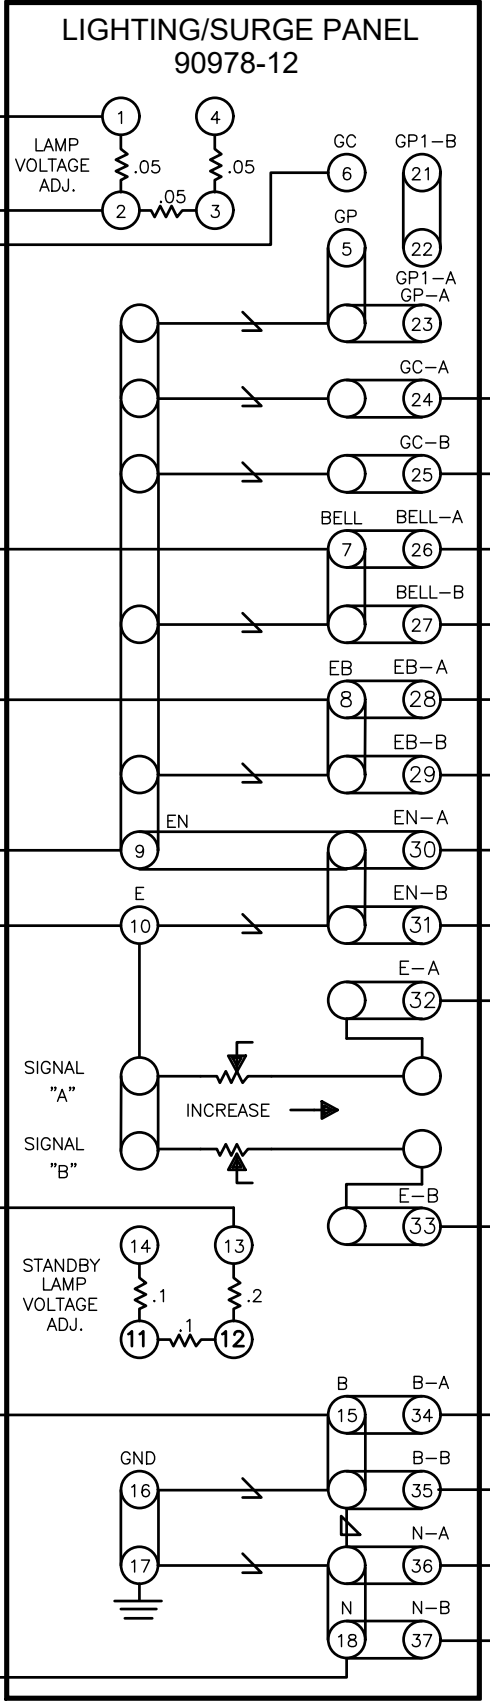 LIGHTING/SURGE PANEL
90978-12
1
4
LAMP
VOLTAGE
ADJ.
.05
.05
.05
2
3
GC
GP1-B
6
21
GP
5
22
GP1-A
GP-A
23
GC-A
24
GC-B
25
BELL
BELL-A
7
26
BELL-B
27
EB
EB-A
8
28
EB-B
29
EN
EN-A
9
30
E
EN-B
10
31
E-A
32
SIGNAL
"A"
INCREASE
SIGNAL
"B"
E-B
33
14
13
STANDBY
LAMP
VOLTAGE
ADJ.
.1
.2
.1
11
12
B
B-A
15
34
GND
B-B
16
35
N-A
17
36
N
N-B
18
37